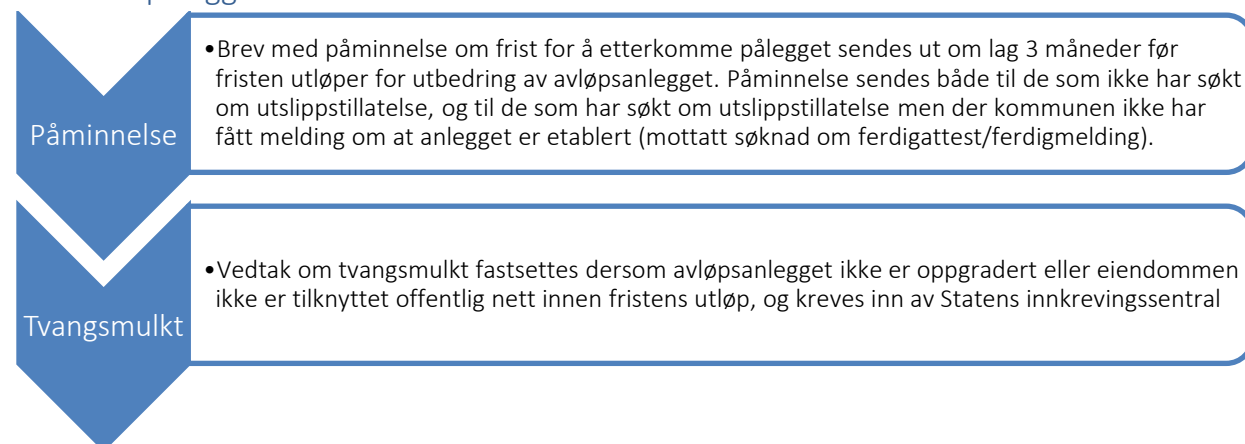 Påminnelse
•Brev med påminnelse om frist for å etterkomme pålegget sendes ut om lag 3 måneder før
fristen utløper for utbedring av avløpsanlegget. Påminnelse sendes både til de som ikke har søkt
om utslippstillatelse, og til de som har søkt om utslippstillatelse men der kommunen ikke har
fått melding om at anlegget er etablert (mottatt søknad om ferdigattest/ferdigmelding).
Tvangsmulkt
•Vedtak om tvangsmulkt fastsettes dersom avløpsanlegget ikke er oppgradert eller eiendommen
ikke er tilknyttet offentlig nett innen fristens utløp, og kreves inn av Statens innkrevingssentral